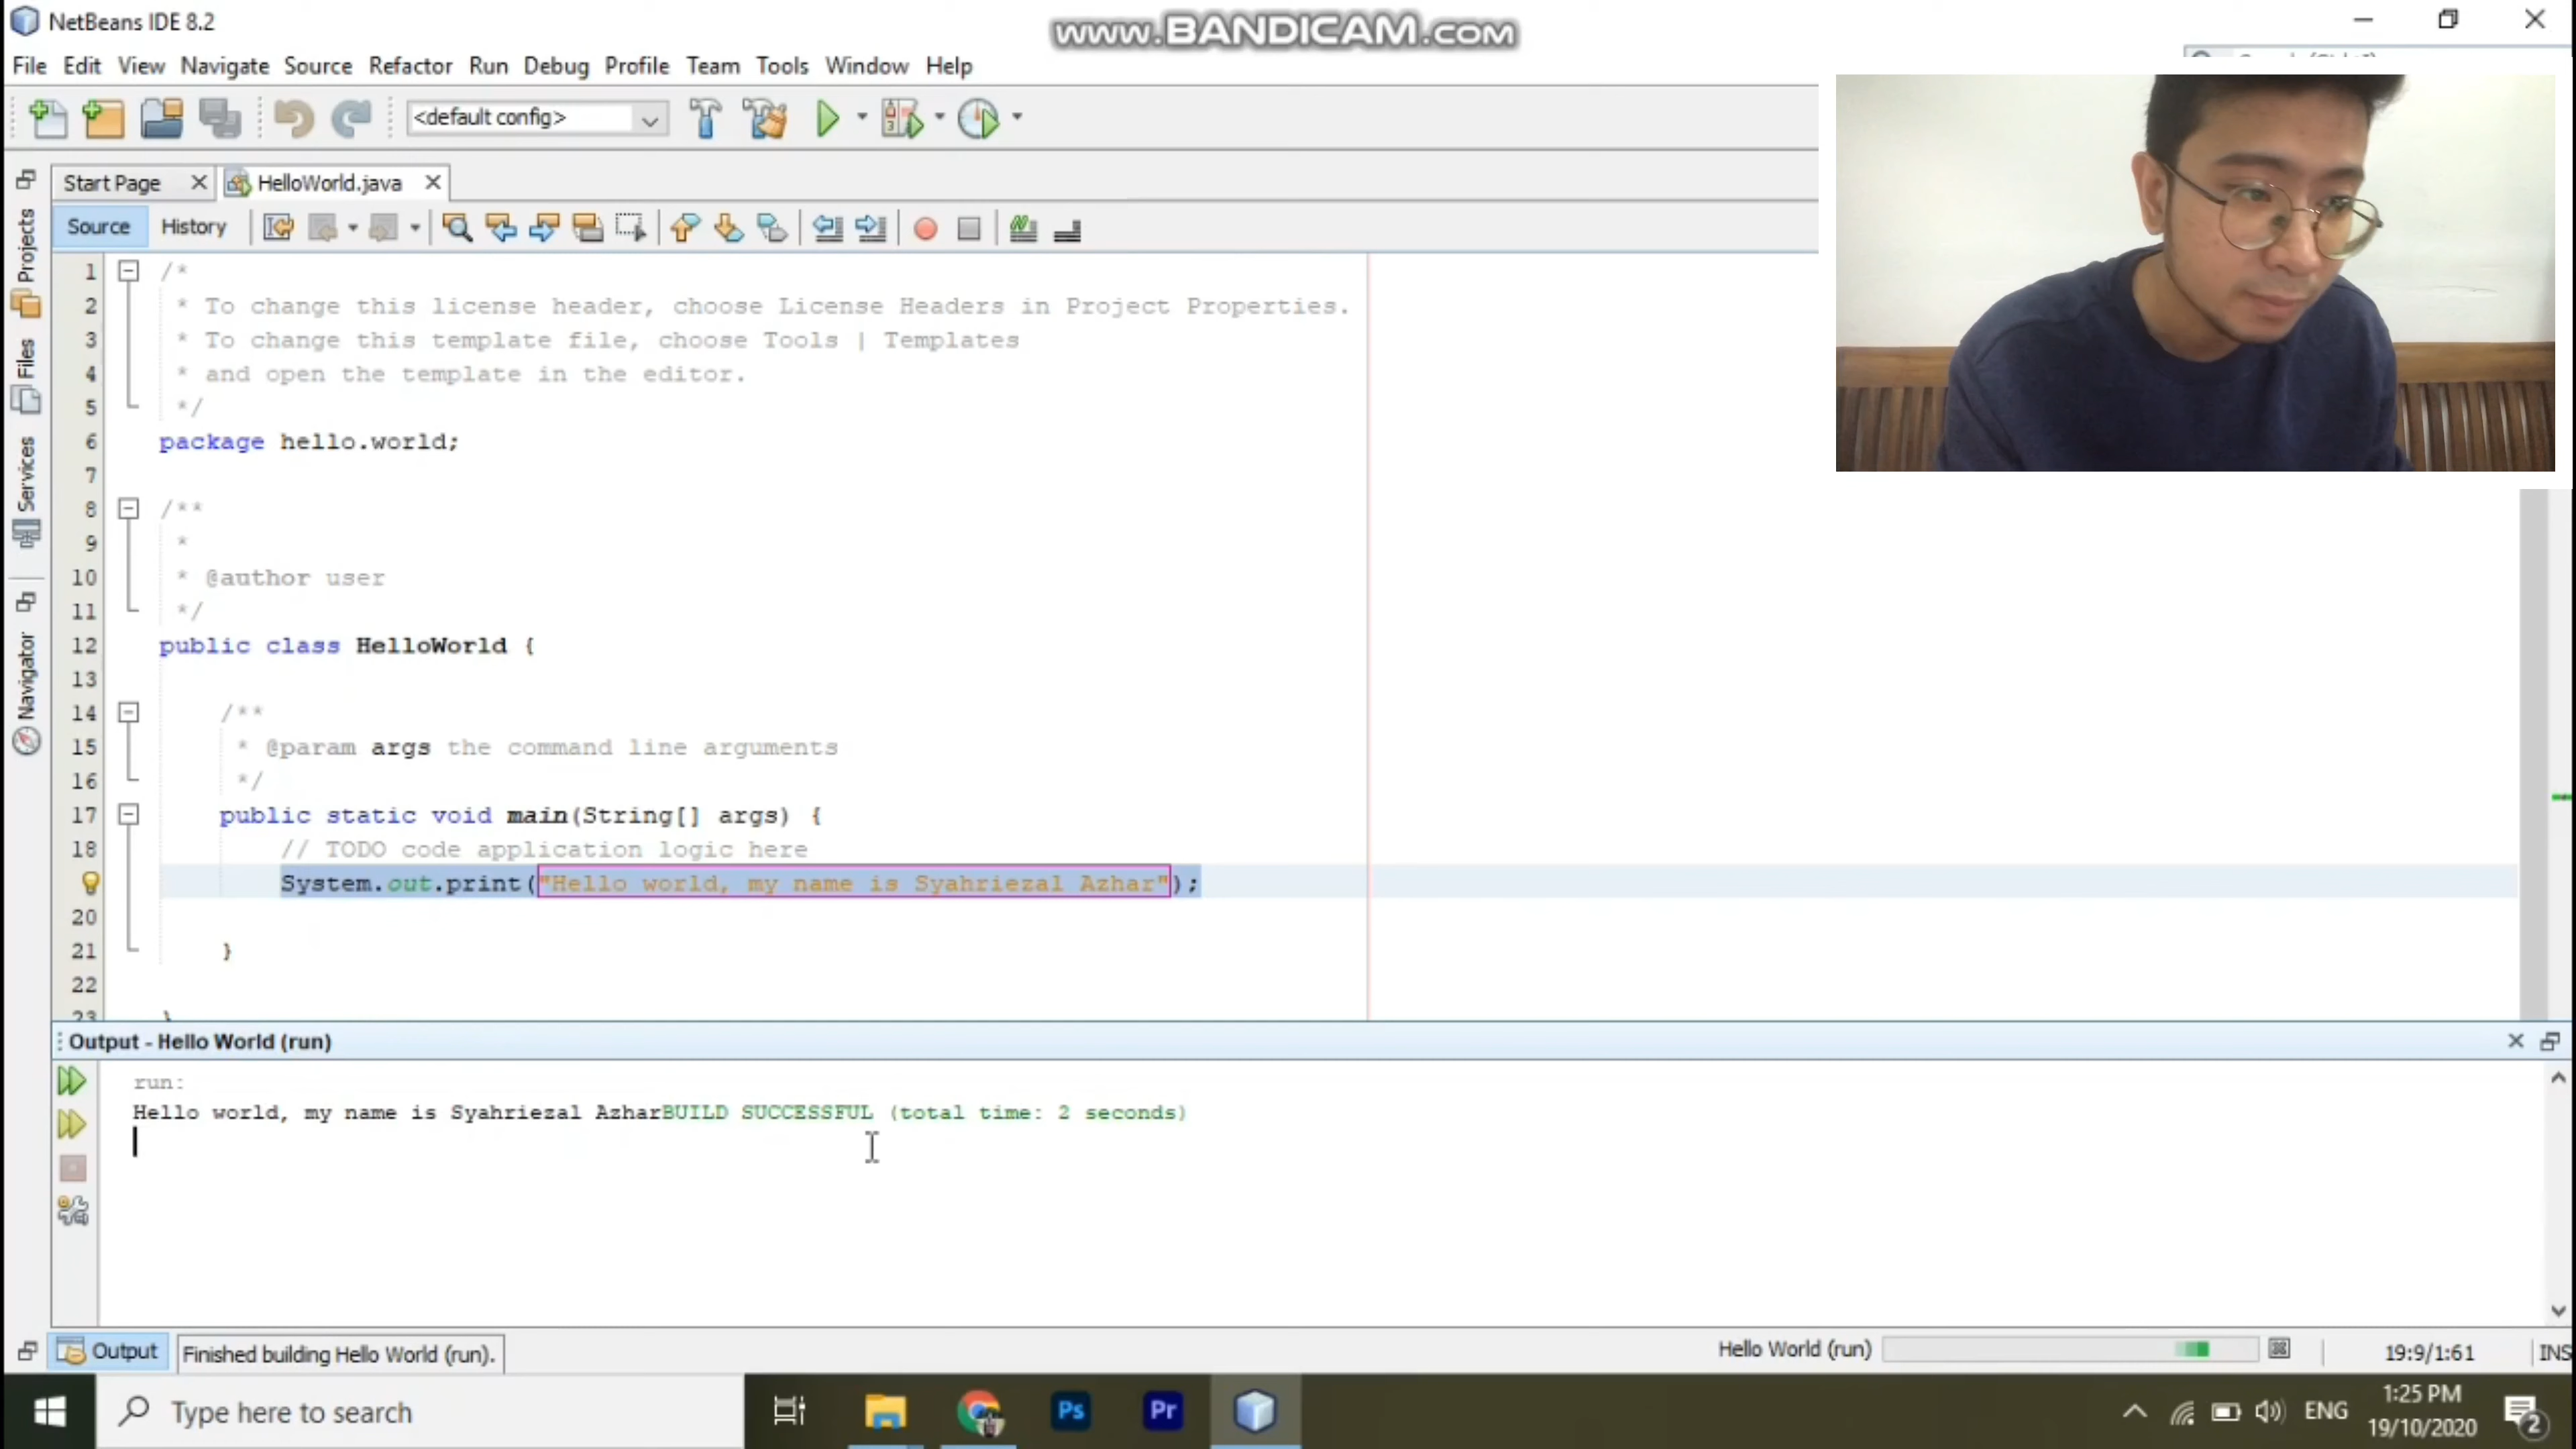 NetBeans IDE 8.2
www.BANDICAM.com
File Edit View Navigate Source Refactor Run Debug Profile Team Tools Window Help
<default config>
Start Page
HelloWorld.java
Source History
Projects
Files
Services
Navigator
1 /*
2 * To change this license header, choose License Headers in Project Properties.
3 * To change this template file, choose Tools | Templates
4 * and open the template in the editor.
5 */
6 package hello.world;
7
8 /**
9 *
10 * @author user
11 */
12 public class HelloWorld {
13
14 /**
15 * @param args the command line arguments
16 */
17 public static void main(String[] args) {
18 // TODO code application logic here
System.out.print("Hello world, my name is Syahriezal Azhar");
20
21 }
22
23 }
Output - Hello World (run)
run:
Hello world, my name is Syahriezal AzharBUILD SUCCESSFUL (total time: 2 seconds)
Output
Finished building Hello World (run).
Hello World (run)
19:9/1:61
INS
Type here to search
Ps
Pr
ENG
1:25 PM
19/10/2020
2